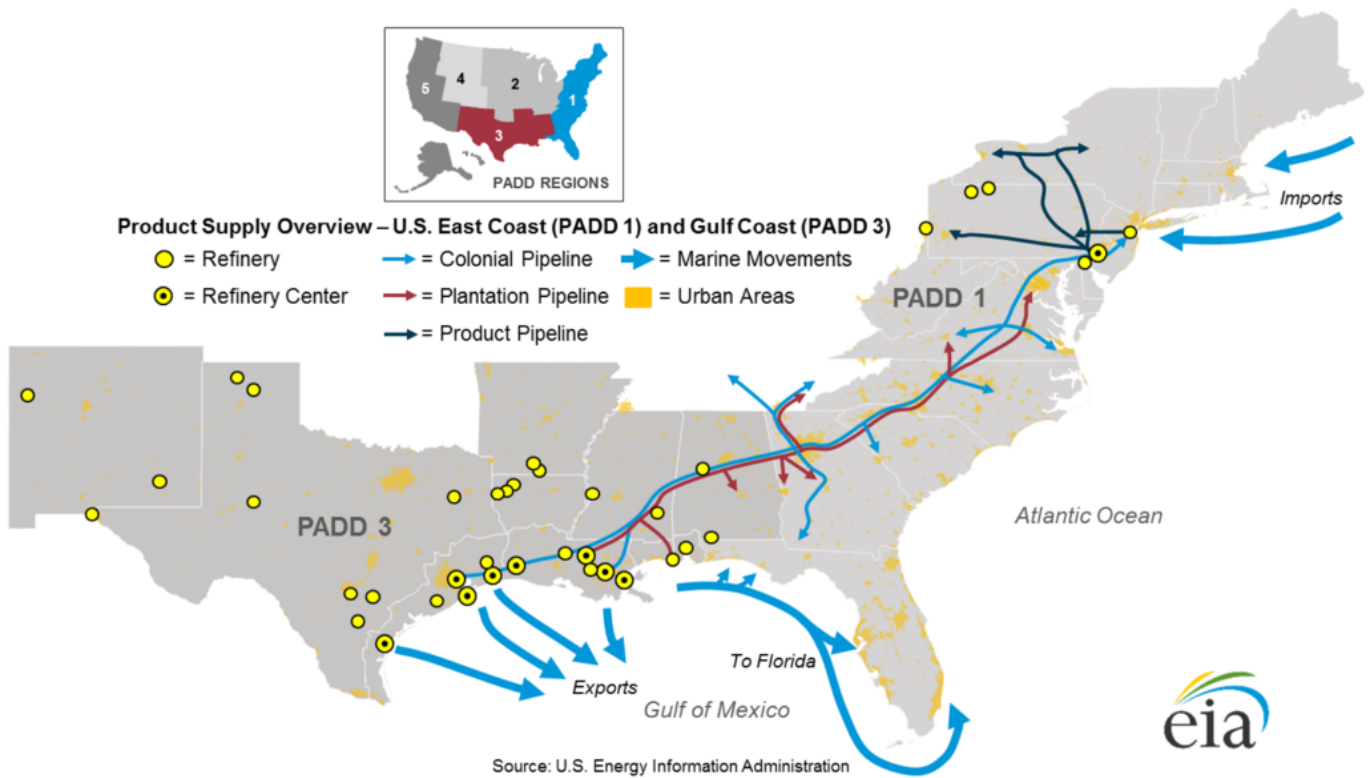 4
2
5
1
3
PADD REGIONS
Product Supply Overview – U.S. East Coast (PADD 1) and Gulf Coast (PADD 3)
= Refinery
= Colonial Pipeline
= Marine Movements
= Refinery Center
= Plantation Pipeline
= Urban Areas
= Product Pipeline
Imports
PADD 1
PADD 3
Atlantic Ocean
To Florida
Exports
Gulf of Mexico
eia
Source: U.S. Energy Information Administration